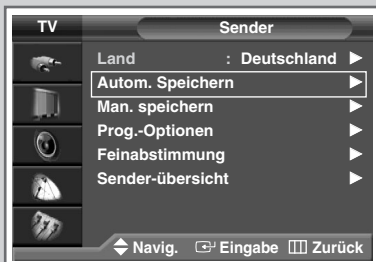 TV Sender
Land : Deutschland ►
Autom. Speichern ►
Man. speichern ►
Prog.-Optionen ►
Feinabstimmung ►
Sender-übersicht ►
Navig. Eingabe Zurück